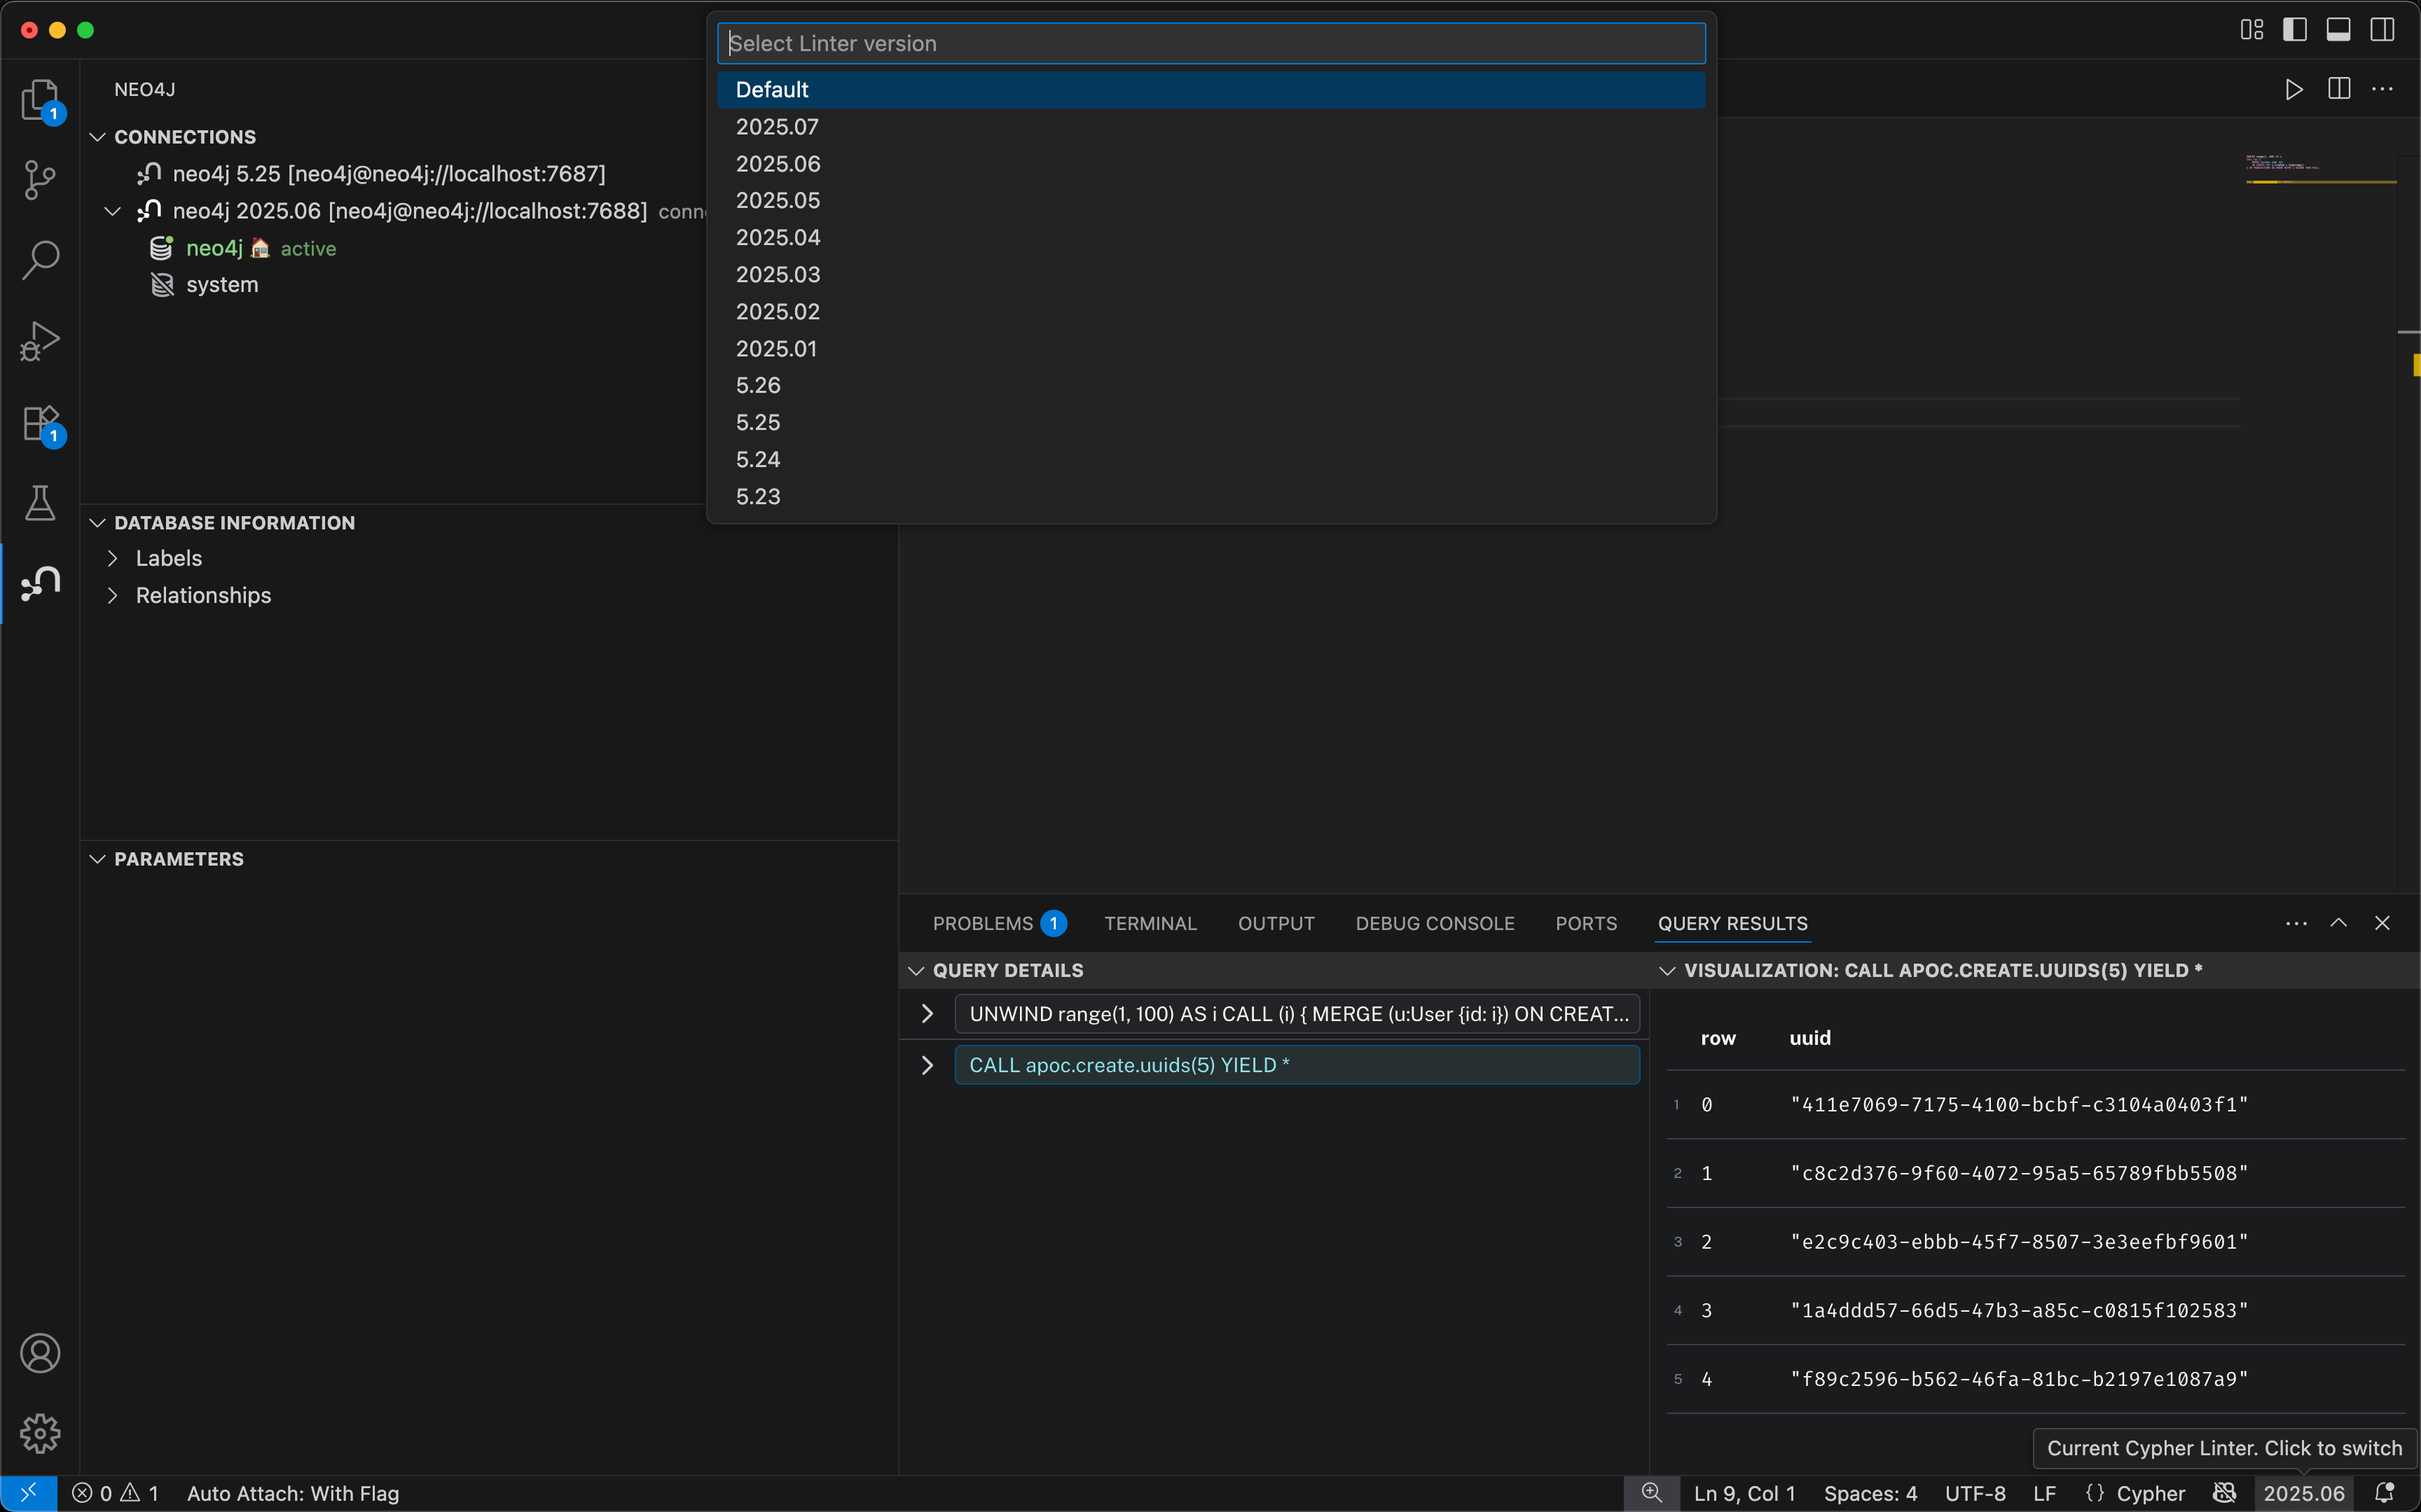 Select Linter version
Default
2025.07
2025.06
2025.05
2025.04
2025.03
2025.02
2025.01
5.26
5.25
5.24
5.23
NEO4J
CONNECTIONS
neo4j 5.25 [neo4j@neo4j://localhost:7687]
neo4j 2025.06 [neo4j@neo4j://localhost:7688] conn
neo4j 🏠 active
system
1
1
DATABASE INFORMATION
Labels
Relationships
PARAMETERS
PROBLEMS 1 TERMINAL OUTPUT DEBUG CONSOLE PORTS QUERY RESULTS
QUERY DETAILS
UNWIND range(1, 100) AS i CALL (i) { MERGE (u:User {id: i}) ON CREAT...
CALL apoc.create.uuids(5) YIELD *
VISUALIZATION: CALL APOC.CREATE.UUIDS(5) YIELD *
row uuid
1 0 "411e7069-7175-4100-bcbf-c3104a0403f1"
2 1 "c8c2d376-9f60-4072-95a5-65789fbb5508"
3 2 "e2c9c403-ebbb-45f7-8507-3e3eefbf9601"
4 3 "1a4ddd57-66d5-47b3-a85c-c0815f102583"
5 4 "f89c2596-b562-46fa-81bc-b2197e1087a9"
Current Cypher Linter. Click to switch
0 1 Auto Attach: With Flag Ln 9, Col 1 Spaces: 4 UTF-8 LF {} Cypher 2025.06